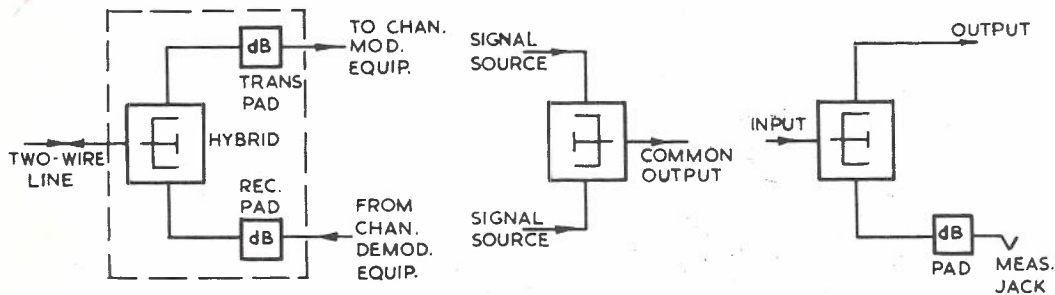 dB
TRANS
PAD
TO CHAN.
MOD.
EQUIP.
HYBRID
TWO-WIRE
LINE
REC.
PAD
dB
FROM
CHAN.
DEMOD.
EQUIP.
SIGNAL
SOURCE
COMMON
OUTPUT
SIGNAL
SOURCE
OUTPUT
INPUT
dB
PAD
MEAS.
JACK